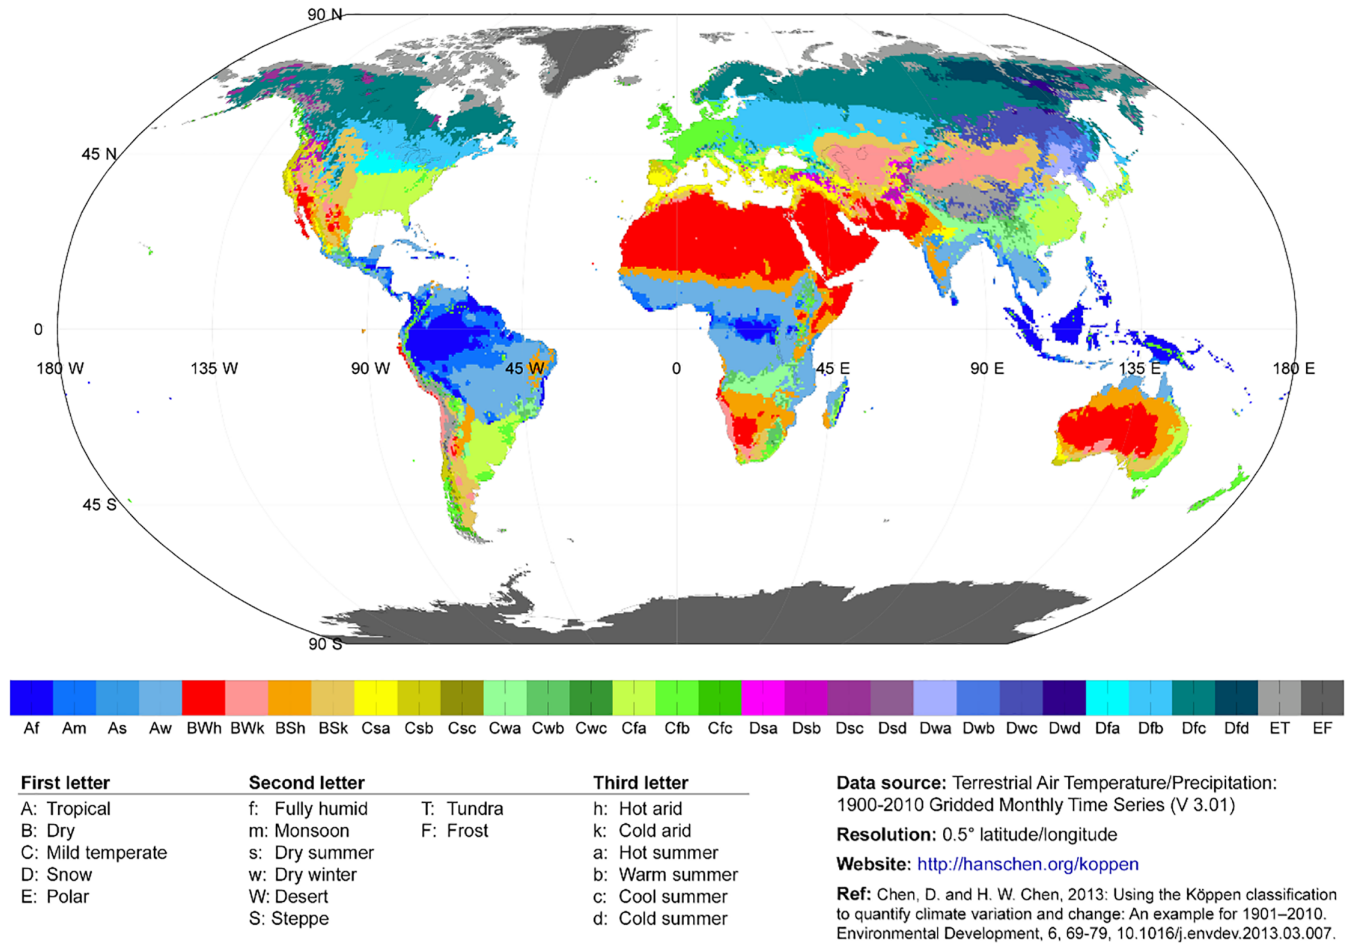 90 N
45 N
0
180 W 135 W 90 W 45 W 0 45 E 90 E 135 E 180 E
45 S
90 S
Af Am As Aw BWh BWk BSh BSk Csa Csb Csc Cwa Cwb Cwc Cfa Cfb Cfc Dsa Dsb Dsc Dsd Dwa Dwb Dwc Dwd Dfa Dfb Dfc Dfd ET EF
First letter
A: Tropical
B: Dry
C: Mild temperate
D: Snow
E: Polar
Second letter
f: Fully humid
m: Monsoon
s: Dry summer
w: Dry winter
W: Desert
S: Steppe
T: Tundra
F: Frost
Third letter
h: Hot arid
k: Cold arid
a: Hot summer
b: Warm summer
c: Cool summer
d: Cold summer
Data source: Terrestrial Air Temperature/Precipitation:
1900-2010 Gridded Monthly Time Series (V 3.01)
Resolution: 0.5° latitude/longitude
Website: http://hanschen.org/koppen
Ref: Chen, D. and H. W. Chen, 2013: Using the Köppen classification
to quantify climate variation and change: An example for 1901–2010.
Environmental Development, 6, 69-79, 10.1016/j.envdev.2013.03.007.